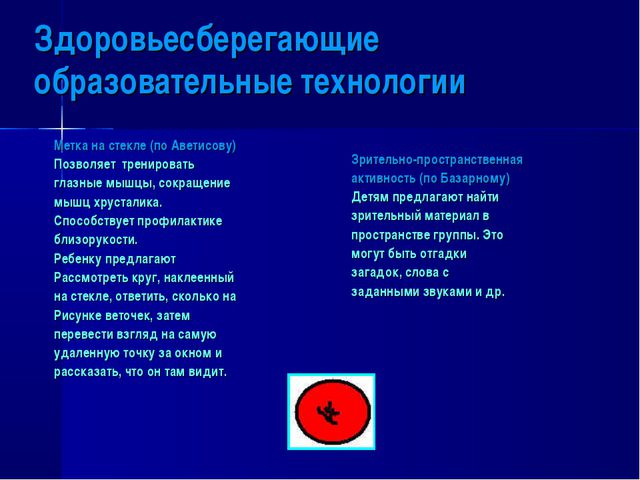 Здоровьесберегающие
образовательные технологии
Метка на стекле (по Аветисову)
Позволяет тренировать
глазные мышцы, сокращение
мышц хрусталика.
Способствует профилактике
близорукости.
Ребенку предлагают
Рассмотреть круг, наклеенный
на стекле, ответить, сколько на
Рисунке веточек, затем
перевести взгляд на самую
удаленную точку за окном и
рассказать, что он там видит.
Зрительно-пространственная
активность (по Базарному)
Детям предлагают найти
зрительный материал в
пространстве группы. Это
могут быть отгадки
загадок, слова с
заданными звуками и др.